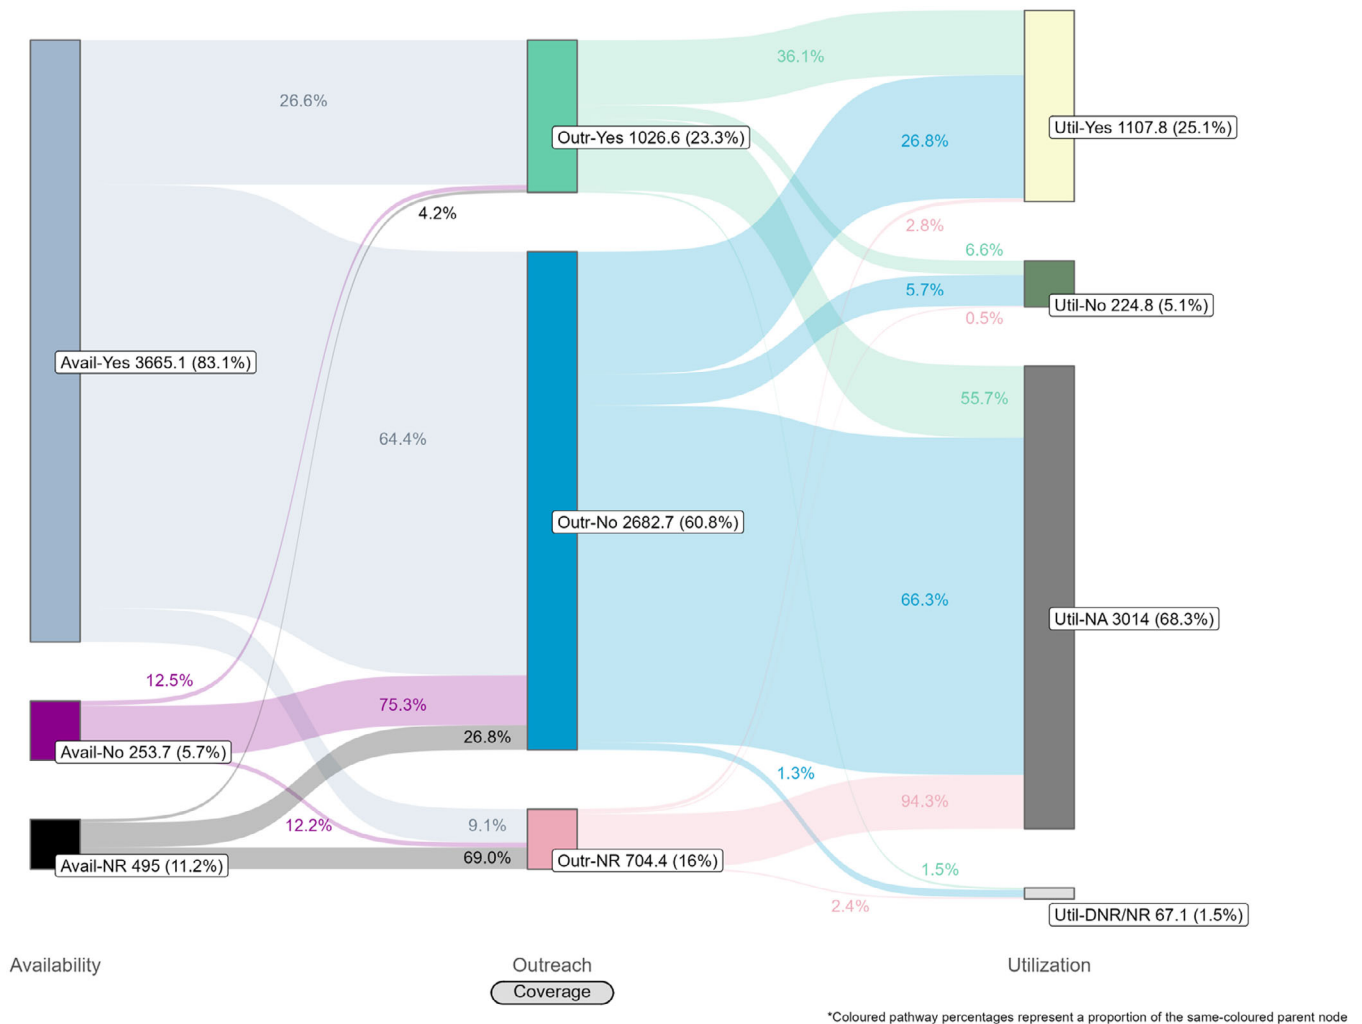 36.1%
26.6%
Util-Yes 1107.8 (25.1%)
Outr-Yes 1026.6 (23.3%)
26.8%
4.2%
2.8%
6.6%
5.7%
Util-No 224.8 (5.1%)
0.5%
Avail-Yes 3665.1 (83.1%)
55.7%
64.4%
Outr-No 2682.7 (60.8%)
66.3%
Util-NA 3014 (68.3%)
12.5%
75.3%
26.8%
Avail-No 253.7 (5.7%)
1.3%
94.3%
12.2%
9.1%
69.0%
Outr-NR 704.4 (16%)
Avail-NR 495 (11.2%)
1.5%
2.4%
Util-DNR/NR 67.1 (1.5%)
Availability
Outreach
Utilization
Coverage
*Coloured pathway percentages represent a proportion of the same-coloured parent node